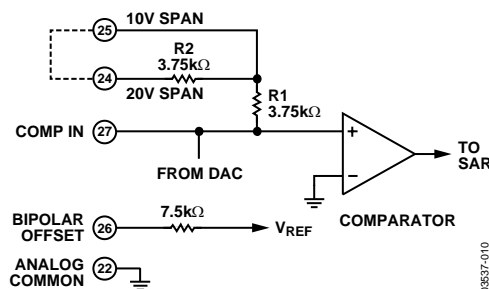 25
10V SPAN
R2
3.75kΩ
24
20V SPAN
R1
3.75kΩ
COMP IN
27
+
–
TO
SAR
FROM DAC
COMPARATOR
BIPOLAR
OFFSET
26
7.5kΩ
VREF
ANALOG
COMMON
22
03537-010